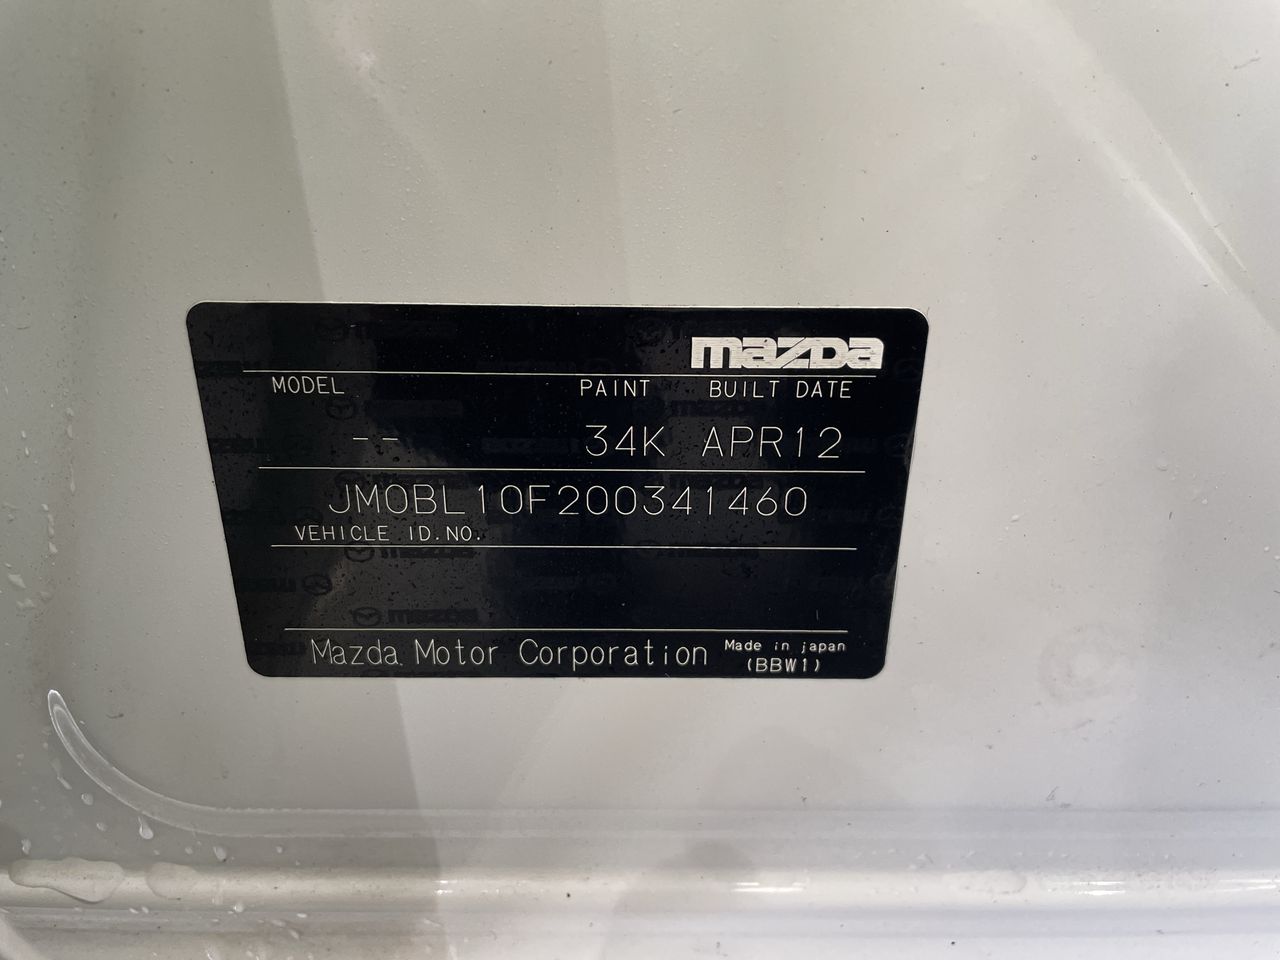 mazda
MODEL PAINT BUILT DATE
-- 34K APR12
JM0BL10F200341460
VEHICLE ID.NO.
Mazda Motor Corporation Made in japan
(BBW1)